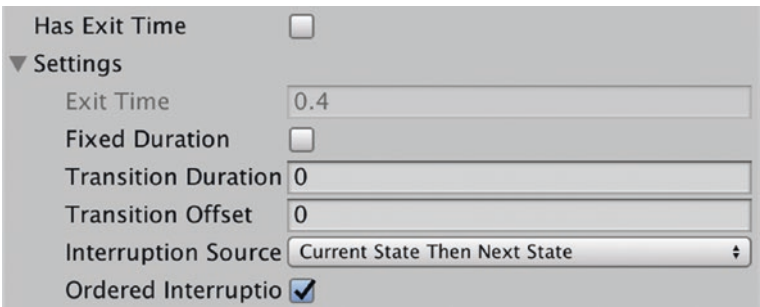 Has Exit Time
Settings
Exit Time 0.4
Fixed Duration
Transition Duration 0
Transition Offset 0
Interruption Source Current State Then Next State
Ordered Interruptio